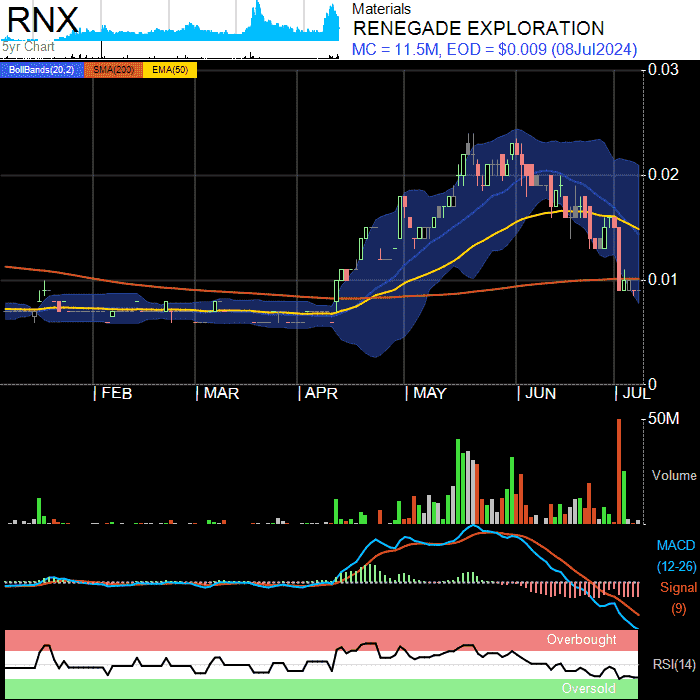 RNX
5yr Chart
Materials
RENEGADE EXPLORATION
MC = 11.5M, EOD = $0.009 (08Jul2024)
BollBands(20,2) SMA(200) EMA(50)
0.03
0.02
0.01
0
| FEB | MAR | APR | MAY | JUN | JUL
50M
Volume
MACD
(12-26)
Signal
(9)
Overbought
RSI(14)
Oversold